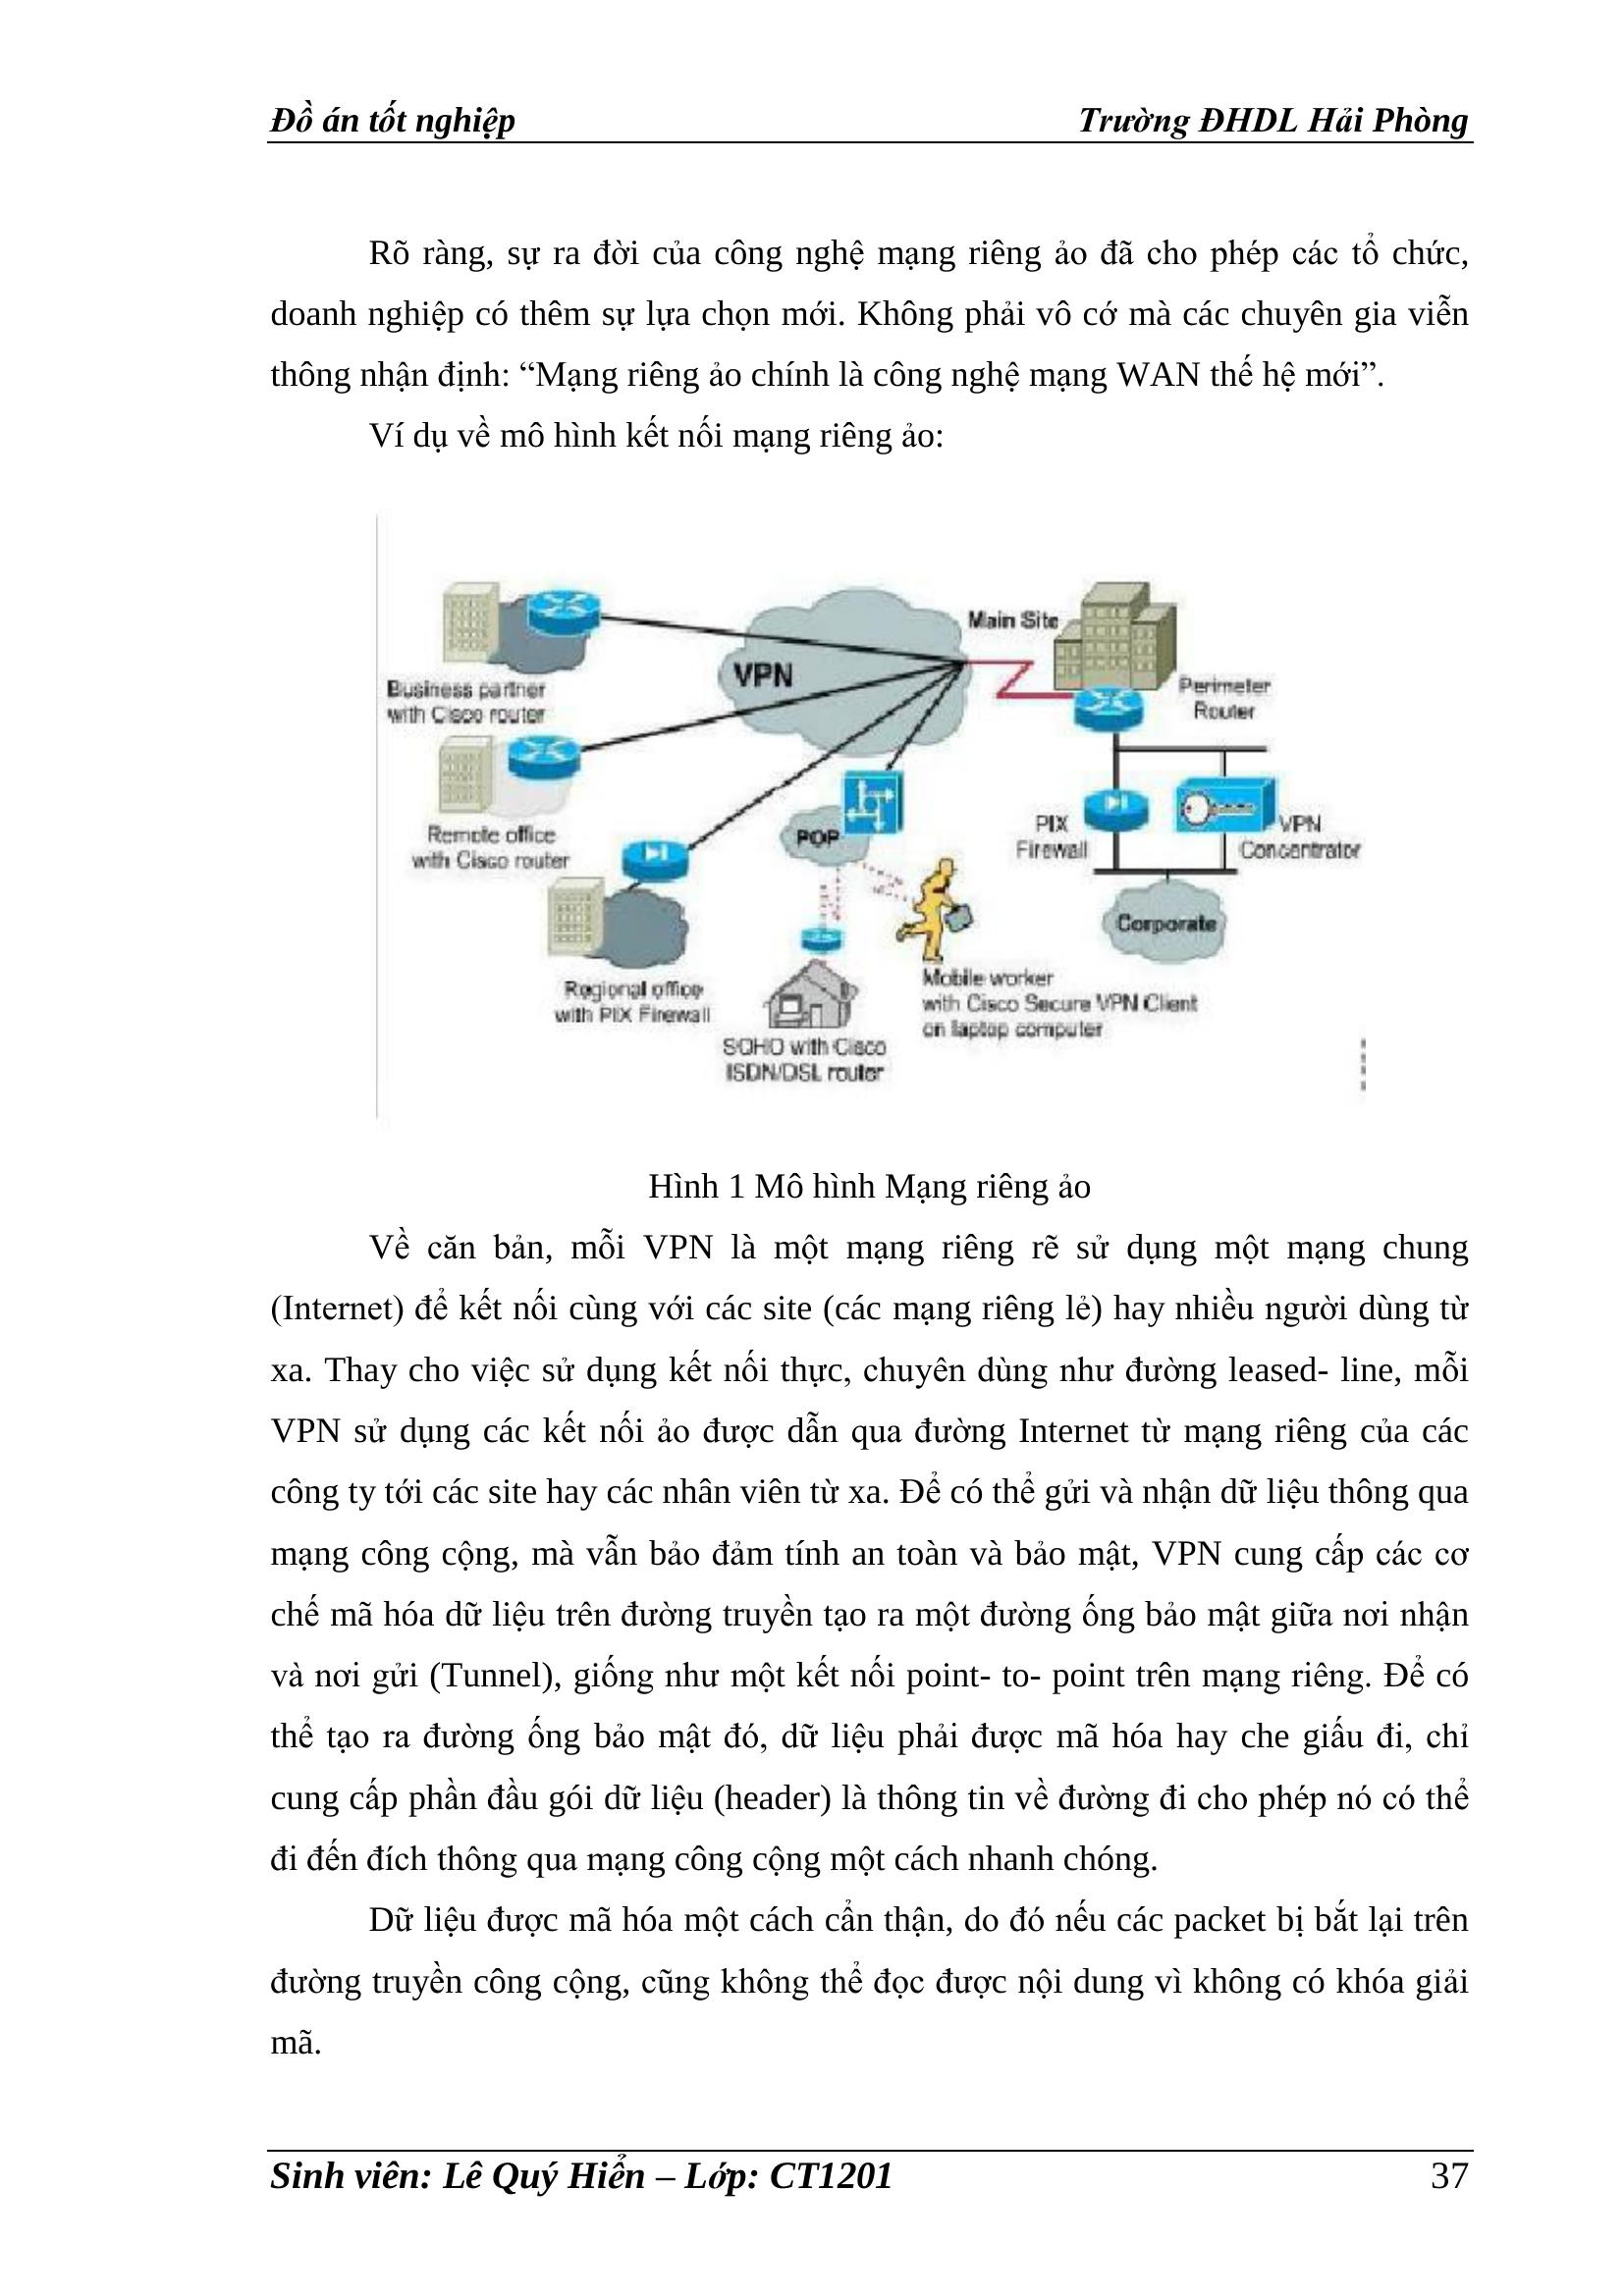 Đồ án tốt nghiệp Trường ĐHDL Hải Phòng
Rõ ràng, sự ra đời của công nghệ mạng riêng ảo đã cho phép các tổ chức,
doanh nghiệp có thêm sự lựa chọn mới. Không phải vô cớ mà các chuyên gia viễn
thông nhận định: “Mạng riêng ảo chính là công nghệ mạng WAN thế hệ mới”.
Ví dụ về mô hình kết nối mạng riêng ảo:
Main Site
VPN
Business partner
with Cisco router
Perimeter
Router
Remote office
with Cisco router
POP
PIX
Firewall
VPN
Concentrator
Corporate
Regional office
with PIX Firewall
Mobile worker
with Cisco Secure VPN Client
on laptop computer
SOHO with Cisco
ISDN/DSL router
Hình 1 Mô hình Mạng riêng ảo
Về căn bản, mỗi VPN là một mạng riêng rẽ sử dụng một mạng chung
(Internet) để kết nối cùng với các site (các mạng riêng lẻ) hay nhiều người dùng từ
xa. Thay cho việc sử dụng kết nối thực, chuyên dùng như đường leased- line, mỗi
VPN sử dụng các kết nối ảo được dẫn qua đường Internet từ mạng riêng của các
công ty tới các site hay các nhân viên từ xa. Để có thể gửi và nhận dữ liệu thông qua
mạng công cộng, mà vẫn bảo đảm tính an toàn và bảo mật, VPN cung cấp các cơ
chế mã hóa dữ liệu trên đường truyền tạo ra một đường ống bảo mật giữa nơi nhận
và nơi gửi (Tunnel), giống như một kết nối point- to- point trên mạng riêng. Để có
thể tạo ra đường ống bảo mật đó, dữ liệu phải được mã hóa hay che giấu đi, chỉ
cung cấp phần đầu gói dữ liệu (header) là thông tin về đường đi cho phép nó có thể
đi đến đích thông qua mạng công cộng một cách nhanh chóng.
Dữ liệu được mã hóa một cách cẩn thận, do đó nếu các packet bị bắt lại trên
đường truyền công cộng, cũng không thể đọc được nội dung vì không có khóa giải
mã.
Sinh viên: Lê Quý Hiển – Lớp: CT1201 37